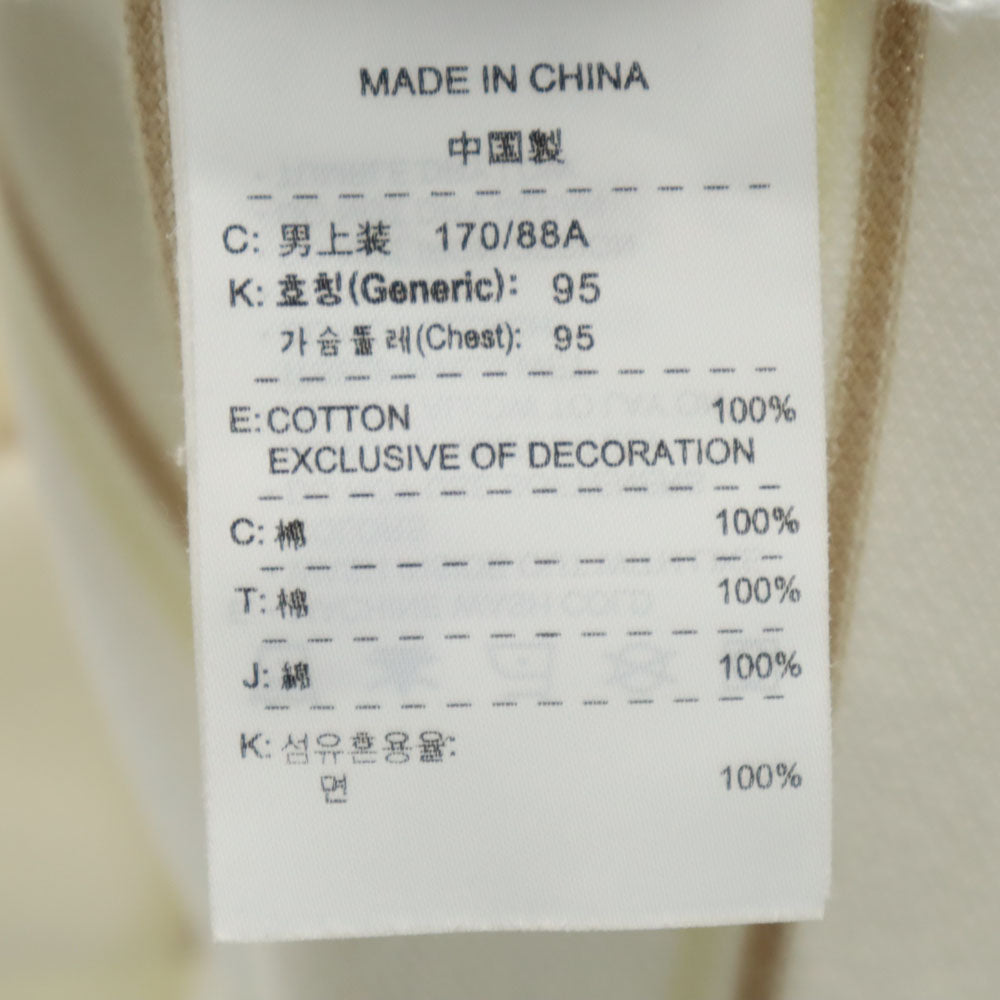 MADE IN CHINA
中国製
C: 男上装 170/88A
K: 호칭(Generic): 95
가슴둘레(Chest): 95
E: COTTON 100%
EXCLUSIVE OF DECORATION
C: 棉 100%
T: 棉 100%
J: 綿 100%
K: 섬유혼용율:
면 100%